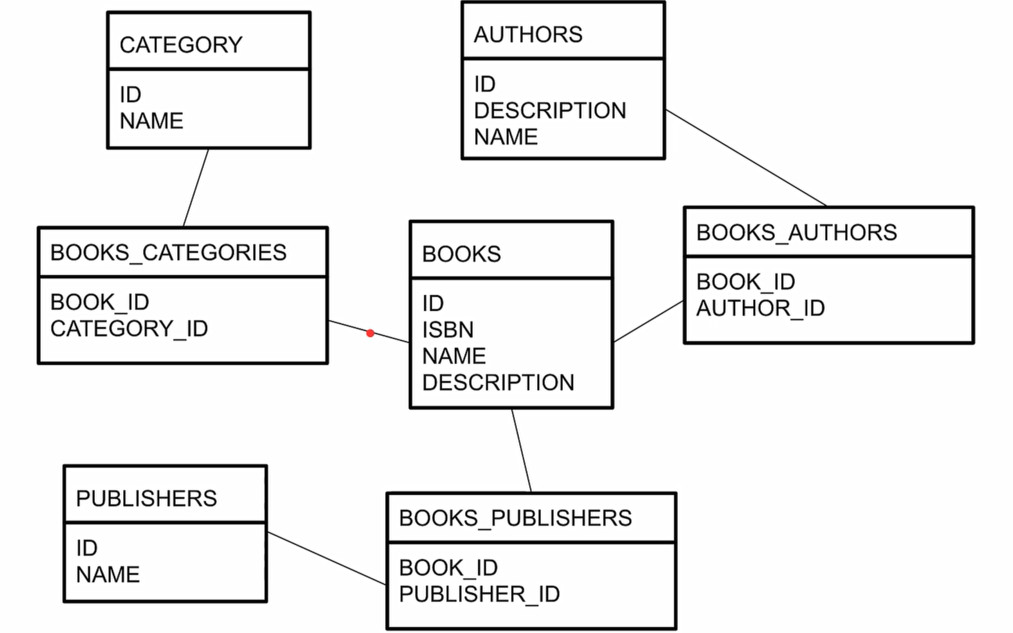 CATEGORY
ID
NAME
AUTHORS
ID
DESCRIPTION
NAME
BOOKS_CATEGORIES
BOOK_ID
CATEGORY_ID
BOOKS
ID
ISBN
NAME
DESCRIPTION
BOOKS_AUTHORS
BOOK_ID
AUTHOR_ID
PUBLISHERS
ID
NAME
BOOKS_PUBLISHERS
BOOK_ID
PUBLISHER_ID